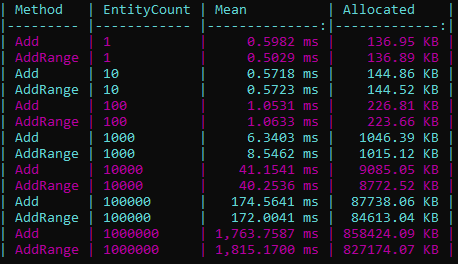 | Method | EntityCount | Mean | Allocated |
|--------- |------------ |-------------:|-------------:|
| Add | 1 | 0.5982 ms | 136.95 KB |
| AddRange | 1 | 0.5029 ms | 136.89 KB |
| Add | 10 | 0.5718 ms | 144.86 KB |
| AddRange | 10 | 0.5723 ms | 144.52 KB |
| Add | 100 | 1.0531 ms | 226.81 KB |
| AddRange | 100 | 1.0633 ms | 223.66 KB |
| Add | 1000 | 6.3403 ms | 1046.39 KB |
| AddRange | 1000 | 8.5462 ms | 1015.12 KB |
| Add | 10000 | 41.1541 ms | 9085.05 KB |
| AddRange | 10000 | 40.2536 ms | 8772.52 KB |
| Add | 100000 | 174.5641 ms | 87738.06 KB |
| AddRange | 100000 | 172.0041 ms | 84613.04 KB |
| Add | 1000000 | 1,763.7587 ms | 858424.09 KB |
| AddRange | 1000000 | 1,815.1700 ms | 827174.07 KB |